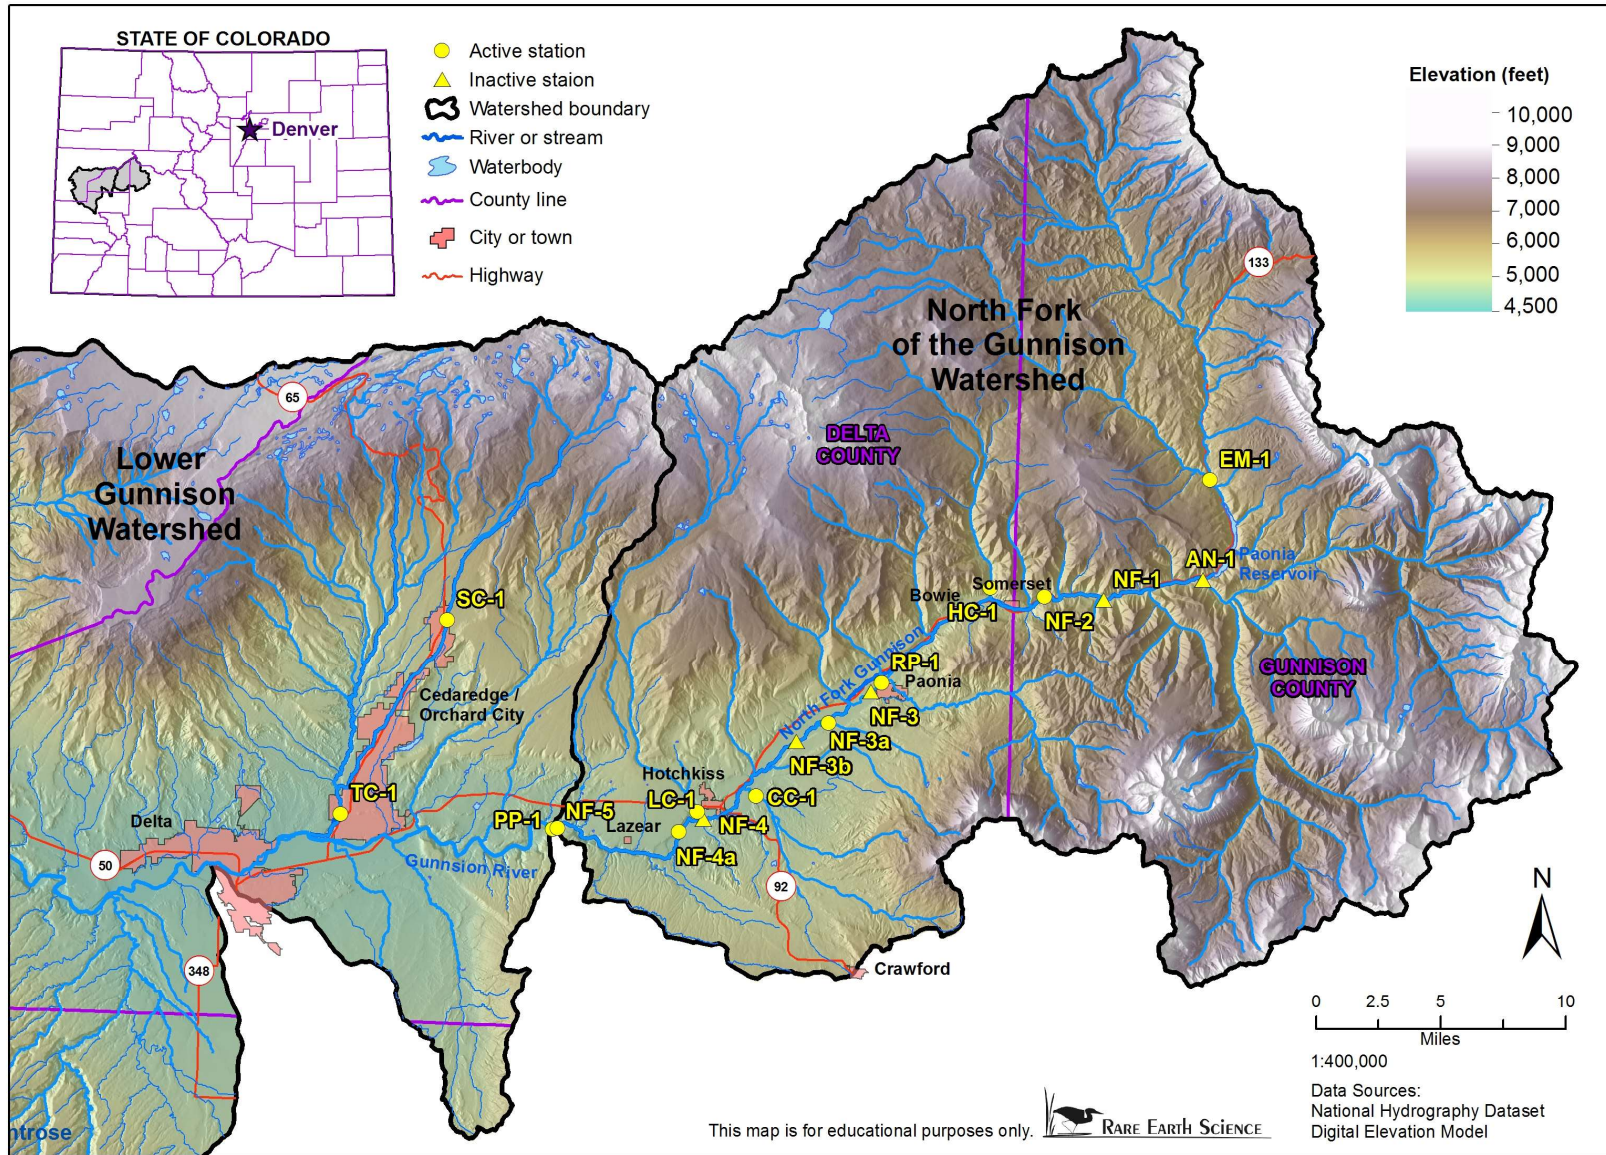 STATE OF COLORADO
Denver
Active station
Inactive staion
Watershed boundary
River or stream
Waterbody
County line
City or town
Highway
Elevation (feet)
10,000
9,000
8,000
7,000
6,000
5,000
4,500
133
65
North Fork
of the Gunnison
Watershed
Lower
Gunnison
Watershed
DELTA
COUNTY
EM-1
AN-1
Paonia
Reservoir
NF-1
Somerset
Bowie
HC-1
NF-2
SC-1
RP-1
Paonia
North Fork Gunnison
GUNNISON
COUNTY
Cedaredge /
Orchard City
NF-3
NF-3a
NF-3b
Hotchkiss
TC-1
LC-1
CC-1
Delta
PP-1
NF-5
Lazear
NF-4
NF-4a
50
Gunnsion River
92
348
Crawford
N
0
2.5
5
10
Miles
1:400,000
Data Sources:
National Hydrography Dataset
Digital Elevation Model
This map is for educational purposes only.
RARE EARTH SCIENCE
ntrose